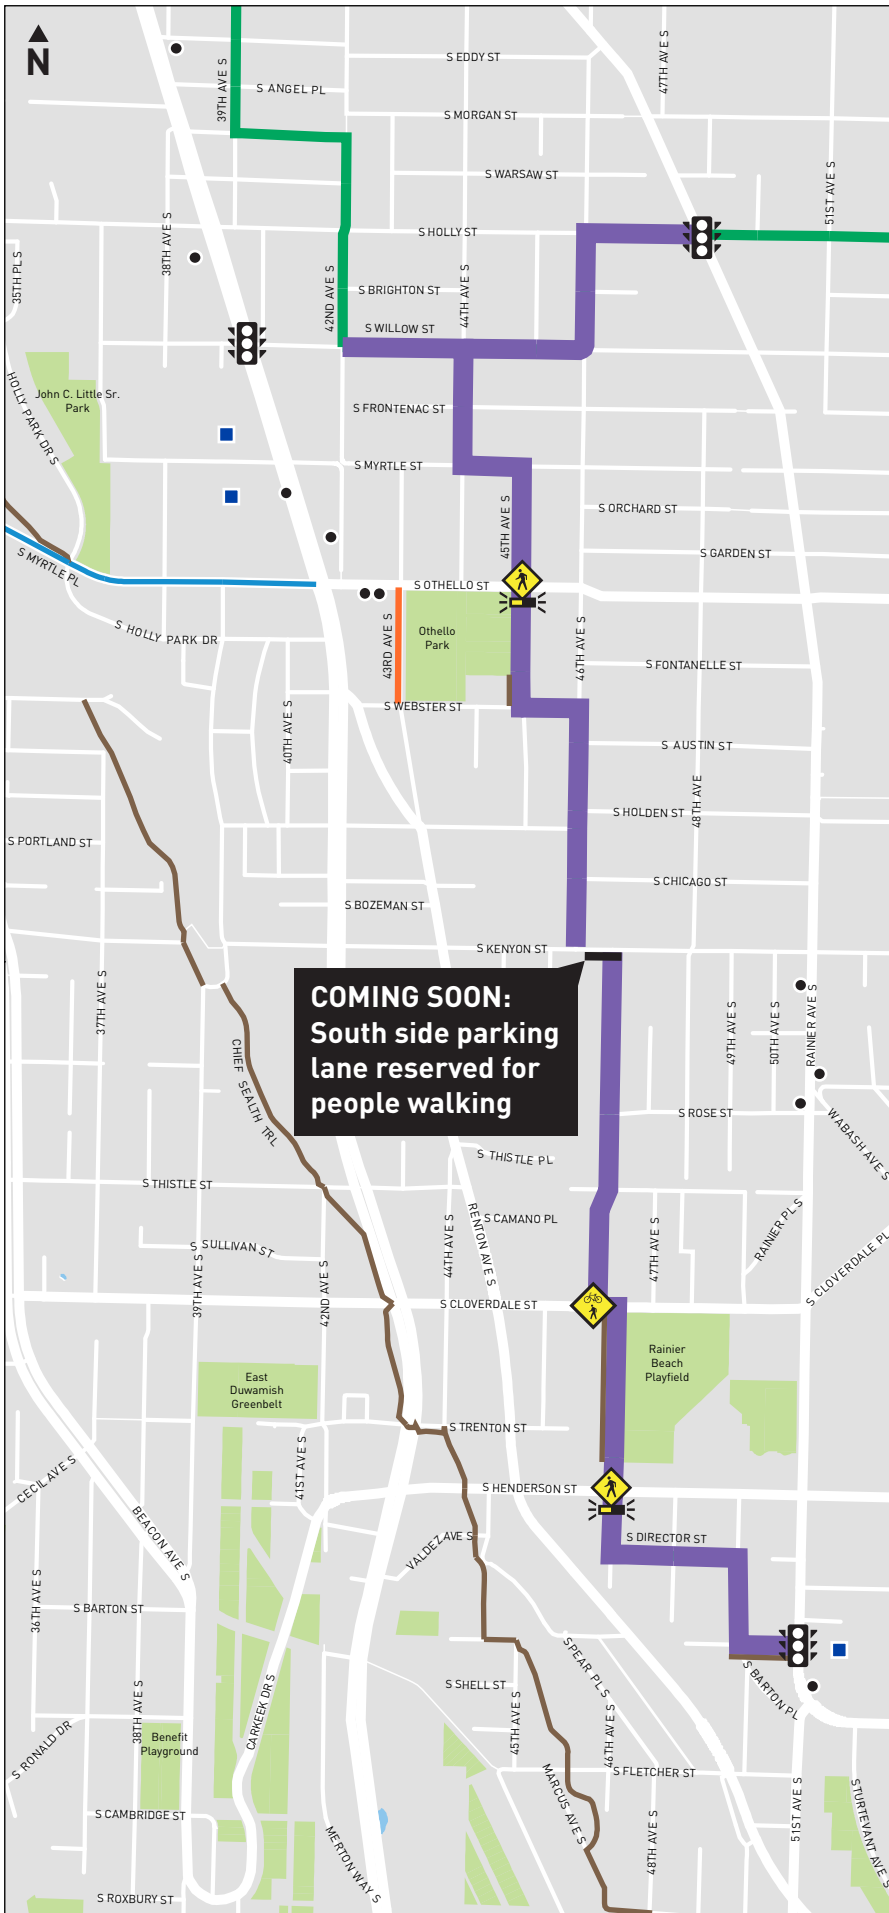 N
S EDDY ST
47TH AVE S
39TH AVE S
S ANGEL PL
S MORGAN ST
S WARSAW ST
51ST AVE S
38TH AVE S
S HOLLY ST
35TH PL S
42ND AVE S
S BRIGHTON ST
44TH AVE S
S WILLOW ST
HOLLY PARK DR S
John C. Little Sr.
Park
S FRONTENAC ST
S MYRTLE ST
45TH AVE S
S ORCHARD ST
S GARDEN ST
S MYRTLE PL
S OTHELLO ST
S HOLLY PARK DR
43RD AVE S
Othello
Park
46TH AVE S
S FONTANELLE ST
S WEBSTER ST
40TH AVE S
S AUSTIN ST
48TH AVE
S HOLDEN ST
S PORTLAND ST
S CHICAGO ST
S BOZEMAN ST
S KENYON ST
37TH AVE S
COMING SOON:
South side parking
lane reserved for
people walking
49TH AVE S
50TH AVE S
RAINIER AVE S
CHIEF SEALTH TRL
S ROSE ST
WABASH AVE S
S THISTLE PL
S THISTLE ST
RENTON AVE S
S CAMANO PL
44TH AVE S
47TH AVE S
RAINIER PL S
S SULLIVAN ST
39TH AVE S
42ND AVE S
S CLOVERDALE PL
S CLOVERDALE ST
Rainier
Beach
Playfield
East
Duwamish
Greenbelt
S TRENTON ST
41ST AVE S
CECIL AVE S
S HENDERSON ST
BEACON AVE S
VALDEZ AVE S
S DIRECTOR ST
36TH AVE S
S BARTON ST
SPEAR PL S
S BARTON PL
38TH AVE S
CARKEEK DR S
S SHELL ST
45TH AVE S
46TH AVE S
S RONALD DR
Benefit
Playground
S FLETCHER ST
MARCUS AVE S
51ST AVE S
STURTEVANT AVE S
S CAMBRIDGE ST
MERTON WAY S
48TH AVE S
S ROXBURY ST